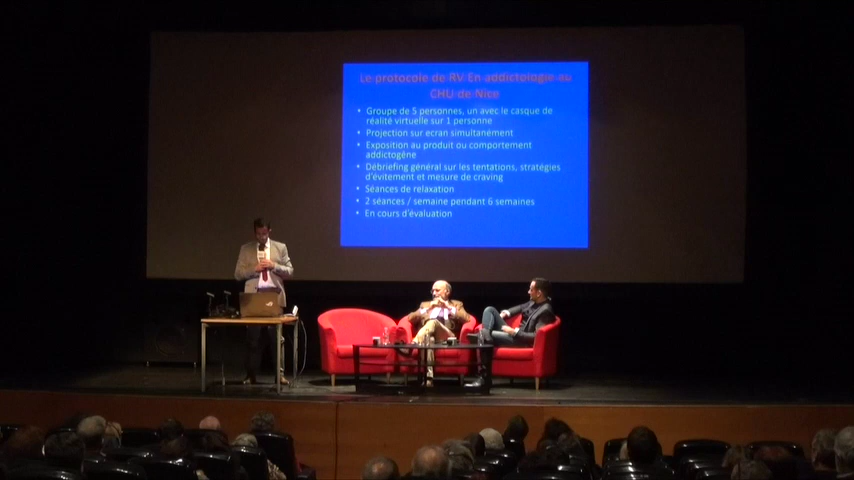 Le protocole de RV En addictologie au
CHU de Nice
• Groupe de 5 personnes, un avec le casque de
réalité virtuelle sur 1 personne
• Projection sur ecran simultanément
• Exposition au produit ou comportement
addictogène
• Débriefing général sur les tentations, stratégies
d'évitement et mesure de craving
• Séances de relaxation
• 2 séances / semaine pendant 6 semaines
• En cours d'évaluation